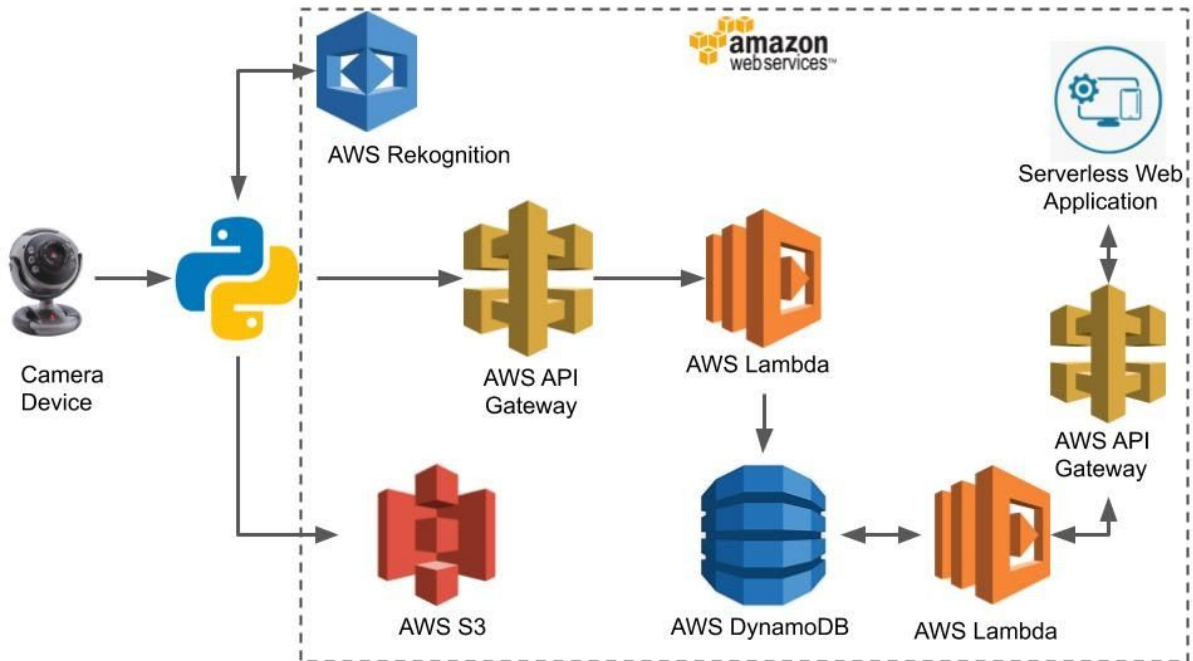 amazon
web services™
AWS Rekognition
Serverless Web
Application
Camera
Device
AWS API
Gateway
AWS Lambda
AWS API
Gateway
AWS S3
AWS DynamoDB
AWS Lambda